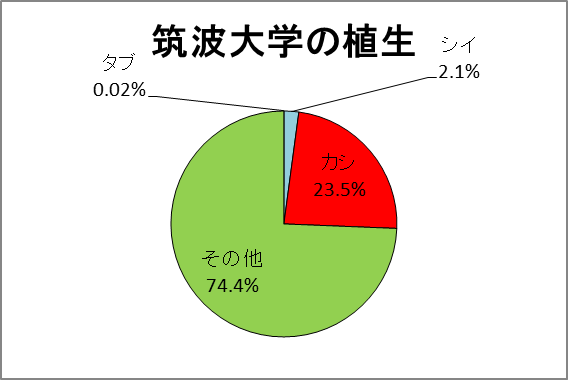 筑波大学の植生
タブ
0.02%
シイ
2.1%
カシ
23.5%
その他
74.4%